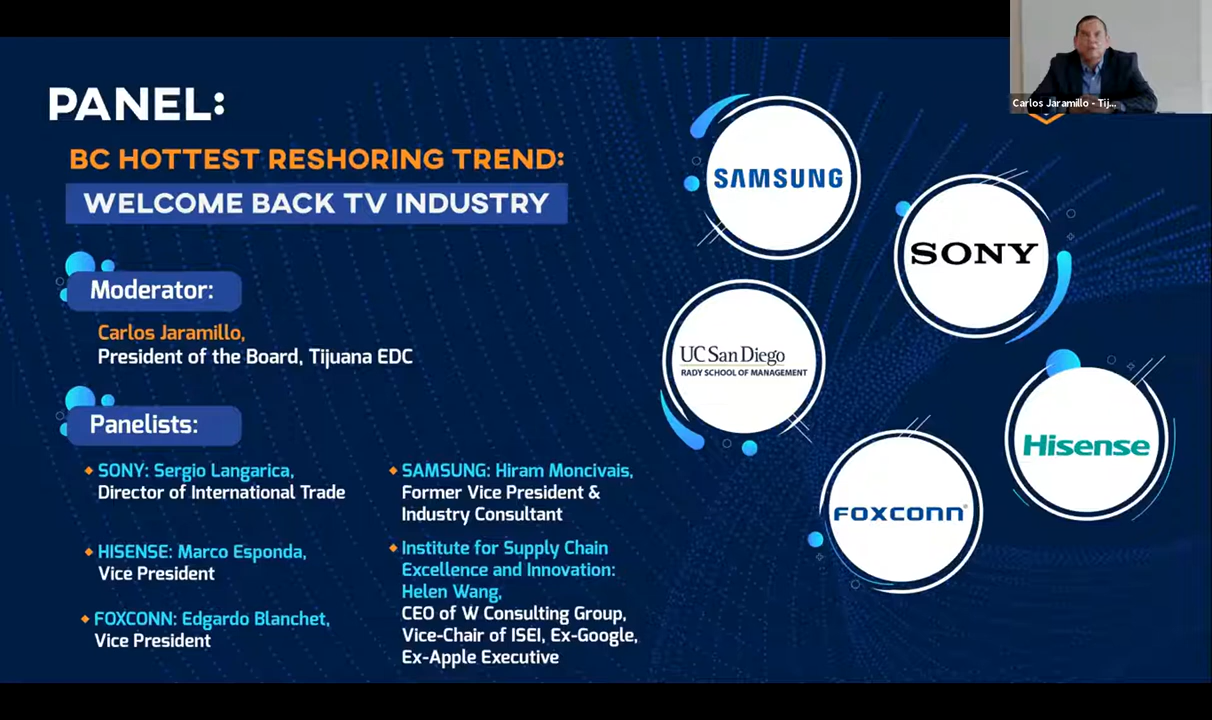 PANEL:
BC HOTTEST RESHORING TREND:
WELCOME BACK TV INDUSTRY
Moderator:
Carlos Jaramillo,
President of the Board, Tijuana EDC
Panelists:
SONY: Sergio Langarica,
Director of International Trade
HISENSE: Marco Esponda,
Vice President
FOXCONN: Edgardo Blanchet,
Vice President
SAMSUNG: Hiram Moncivais,
Former Vice President &
Industry Consultant
Institute for Supply Chain
Excellence and Innovation:
Helen Wang,
CEO of W Consulting Group,
Vice-Chair of ISEI, Ex-Google,
Ex-Apple Executive
SAMSUNG
SONY
UC San Diego
RADY SCHOOL OF MANAGEMENT
Hisense
FOXCONN®
Carlos Jaramillo - Tij...